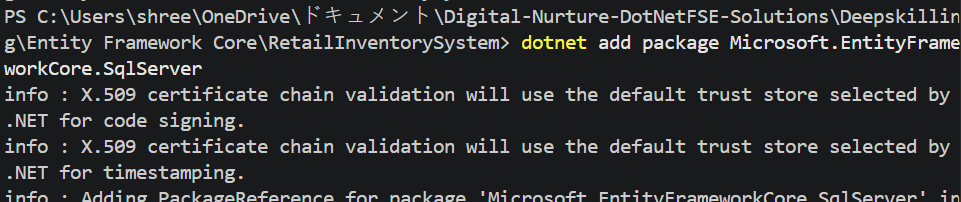 PS C:\Users\shree\OneDrive\ドキュメント\Digital-Nurture-DotNetFSE-Solutions\Deepskillin
g\Entity Framework Core\RetailInventorySystem> dotnet add package Microsoft.EntityFrame
workCore.SqlServer
info : X.509 certificate chain validation will use the default trust store selected by
.NET for code signing.
info : X.509 certificate chain validation will use the default trust store selected by
.NET for timestamping.
info : Adding PackageReference for package 'Microsoft.EntityFrameworkCore.SqlServer' in